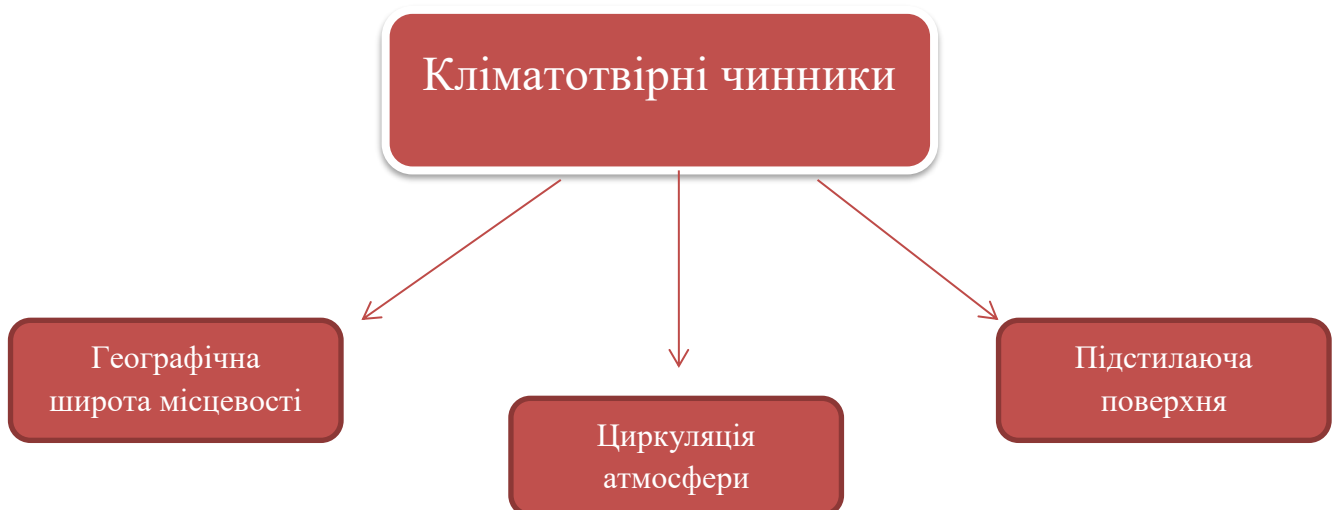 Кліматотвірні чинники
Географічна
широта місцевості
Циркуляція
атмосфери
Підстилаюча
поверхня